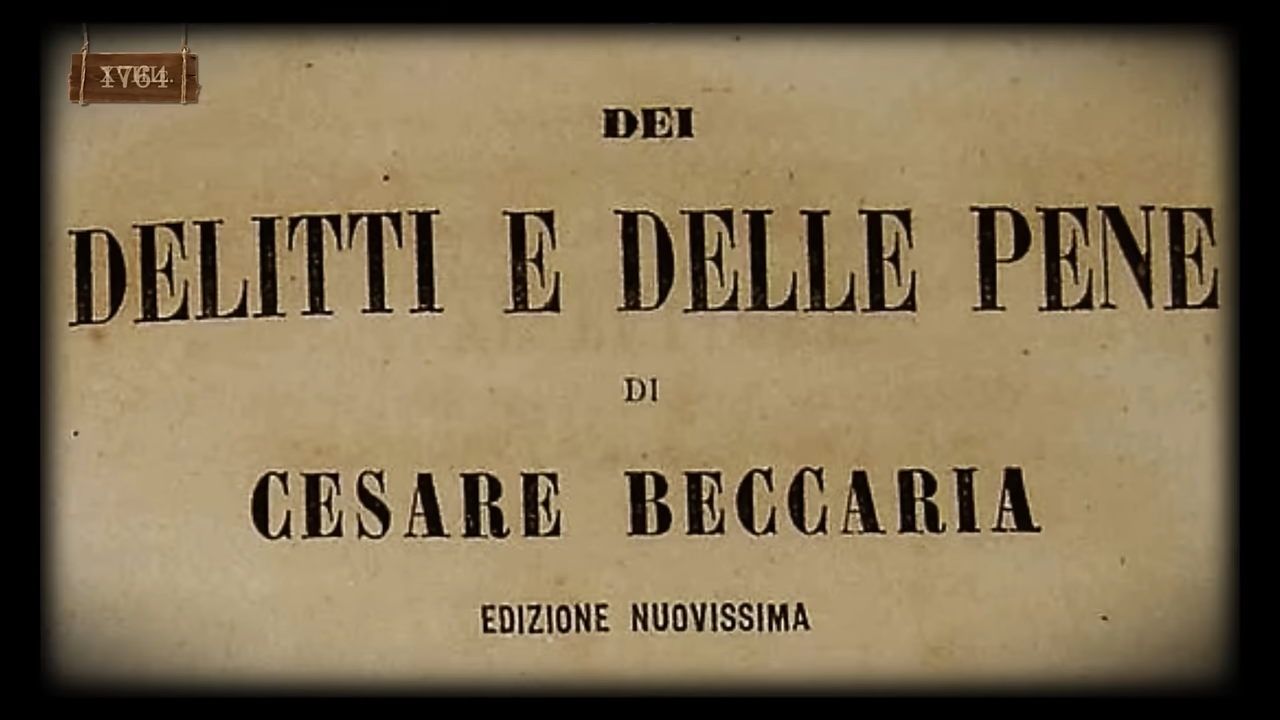 1764
DEI
DELITTI E DELLE PENE
DI
CESARE BECCARIA
EDIZIONE NUOVISSIMA